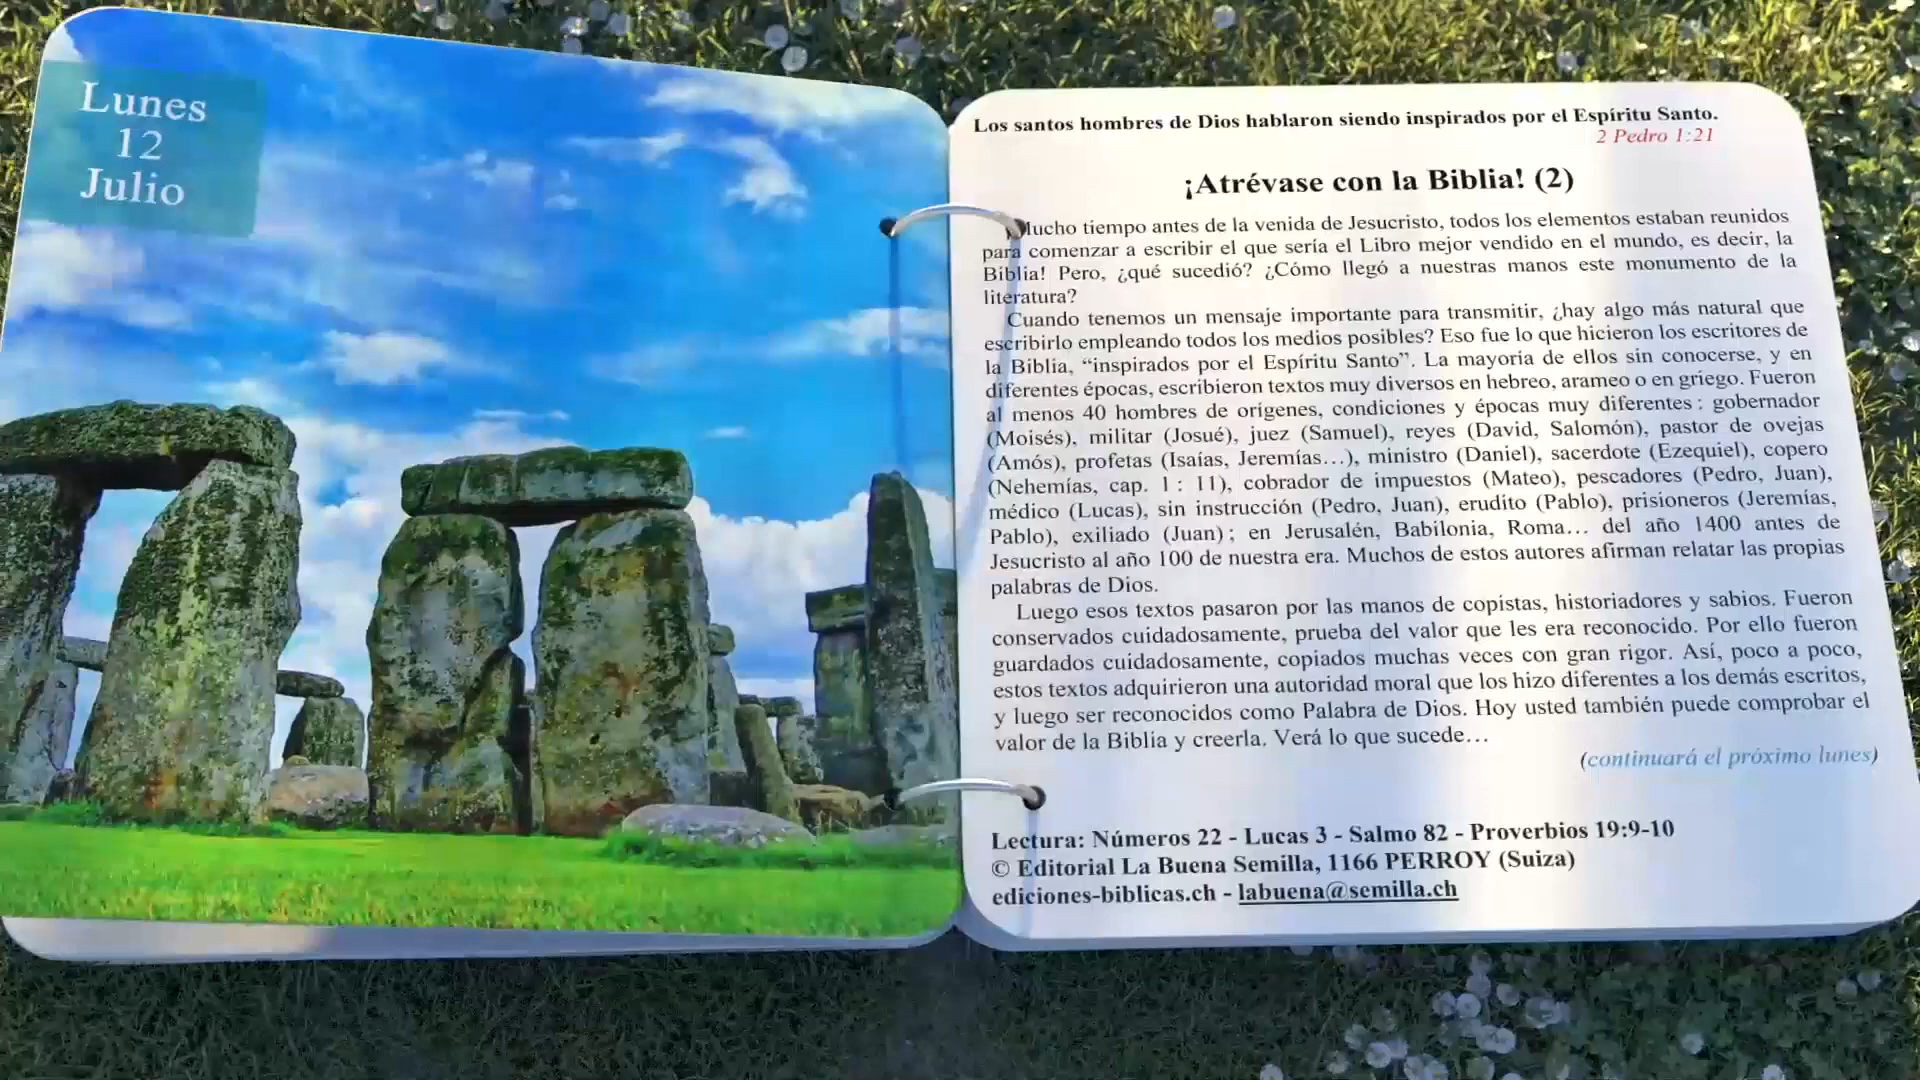 Lunes
12
Julio
Los santos hombres de Dios hablaron siendo inspirados por el Espíritu Santo.
2 Pedro 1:21
¡Atrévase con la Biblia! (2)
¡Mucho tiempo antes de la venida de Jesucristo, todos los elementos estaban reunidos
para comenzar a escribir el que sería el Libro mejor vendido en el mundo, es decir, la
Biblia! Pero, ¿qué sucedió? ¿Cómo llegó a nuestras manos este monumento de la
literatura?
Cuando tenemos un mensaje importante para transmitir, ¿hay algo más natural que
escribirlo empleando todos los medios posibles? Eso fue lo que hicieron los escritores de
la Biblia, “inspirados por el Espíritu Santo”. La mayoría de ellos sin conocerse, y en
diferentes épocas, escribieron textos muy diversos en hebreo, arameo o en griego. Fueron
al menos 40 hombres de orígenes, condiciones y épocas muy diferentes: gobernador
(Moisés), militar (Josué), juez (Samuel), reyes (David, Salomón), pastor de ovejas
(Amós), profetas (Isaías, Jeremías…), ministro (Daniel), sacerdote (Ezequiel), copero
(Nehemías, cap. 1: 11), cobrador de impuestos (Mateo), pescadores (Pedro, Juan),
médico (Lucas), sin instrucción (Pedro, Juan), erudito (Pablo), prisioneros (Jeremías,
Pablo), exiliado (Juan); en Jerusalén, Babilonia, Roma… del año 1400 antes de
Jesucristo al año 100 de nuestra era. Muchos de estos autores afirman relatar las propias
palabras de Dios.
Luego esos textos pasaron por las manos de copistas, historiadores y sabios. Fueron
conservados cuidadosamente, prueba del valor que les era reconocido. Por ello fueron
guardados cuidadosamente, copiados muchas veces con gran rigor. Así, poco a poco,
estos textos adquirieron una autoridad moral que los hizo diferentes a los demás escritos,
y luego ser reconocidos como Palabra de Dios. Hoy usted también puede comprobar el
valor de la Biblia y creerla. Verá lo que sucede…
(continuará el próximo lunes)
Lectura: Números 22 - Lucas 3 - Salmo 82 - Proverbios 19:9-10
© Editorial La Buena Semilla, 1166 PERROY (Suiza)
ediciones-biblicas.ch - labuena@semilla.ch